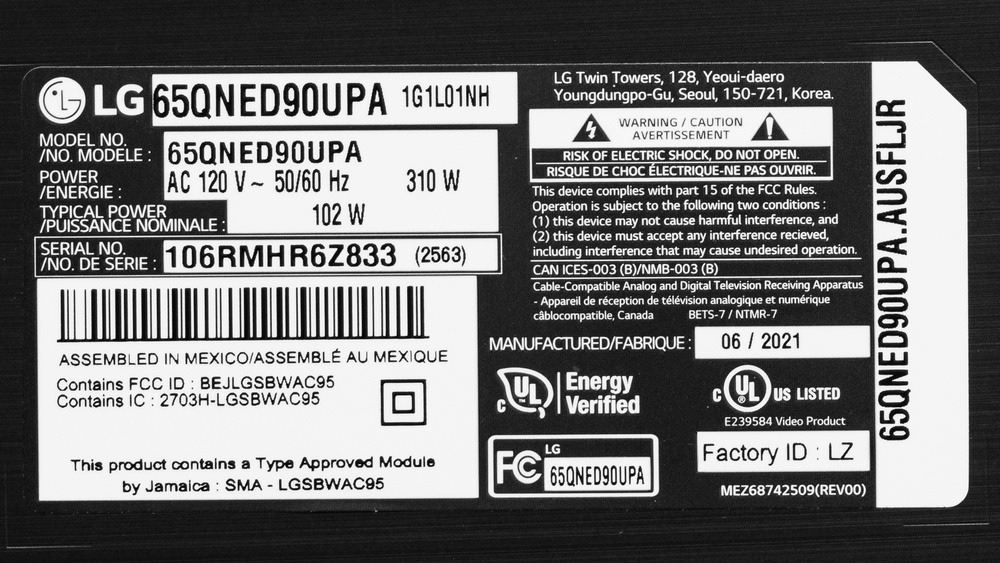 LG 65QNED90UPA 1G1L01NH
MODEL NO.
/NO. MODÈLE : 65QNED90UPA
POWER
/ENERGIE : AC 120 V ~ 50/60 Hz 310 W
TYPICAL POWER
/PUISSANCE NOMINALE : 102 W
SERIAL NO.
/NO. DE SERIE : 106RMHR6Z833 (2563)
ASSEMBLED IN MEXICO/ASSEMBLÉ AU MEXIQUE
Contains FCC ID : BEJLGSBWAC95
Contains IC : 2703H-LGSBWAC95
This product contains a Type Approved Module
by Jamaica : SMA - LGSBWAC95
LG Twin Towers, 128, Yeoui-daero
Youngdungpo-Gu, Seoul, 150-721, Korea.
WARNING / CAUTION
AVERTISSEMENT
RISK OF ELECTRIC SHOCK, DO NOT OPEN.
RISQUE DE CHOC ÉLECTRIQUE-NE PAS OUVRIR.
This device complies with part 15 of the FCC Rules.
Operation is subject to the following two conditions :
(1) this device may not cause harmful interference, and
(2) this device must accept any interference recieved,
including interference that may cause undesired operation.
CAN ICES-003 (B)/NMB-003 (B)
Cable-Compatible Analog and Digital Television Receiving Apparatus
- Appareil de réception de télévision analogique et numérique
câblocompatible, Canada BETS-7 / NTMR-7
MANUFACTURED/FABRIQUE : 06 / 2021
c UL Energy
Verified
c UL US LISTED
E239584 Video Product
FC LG
65QNED90UPA
Factory ID : LZ
MEZ68742509(REV00)
65QNED90UPA.AUSFLJR